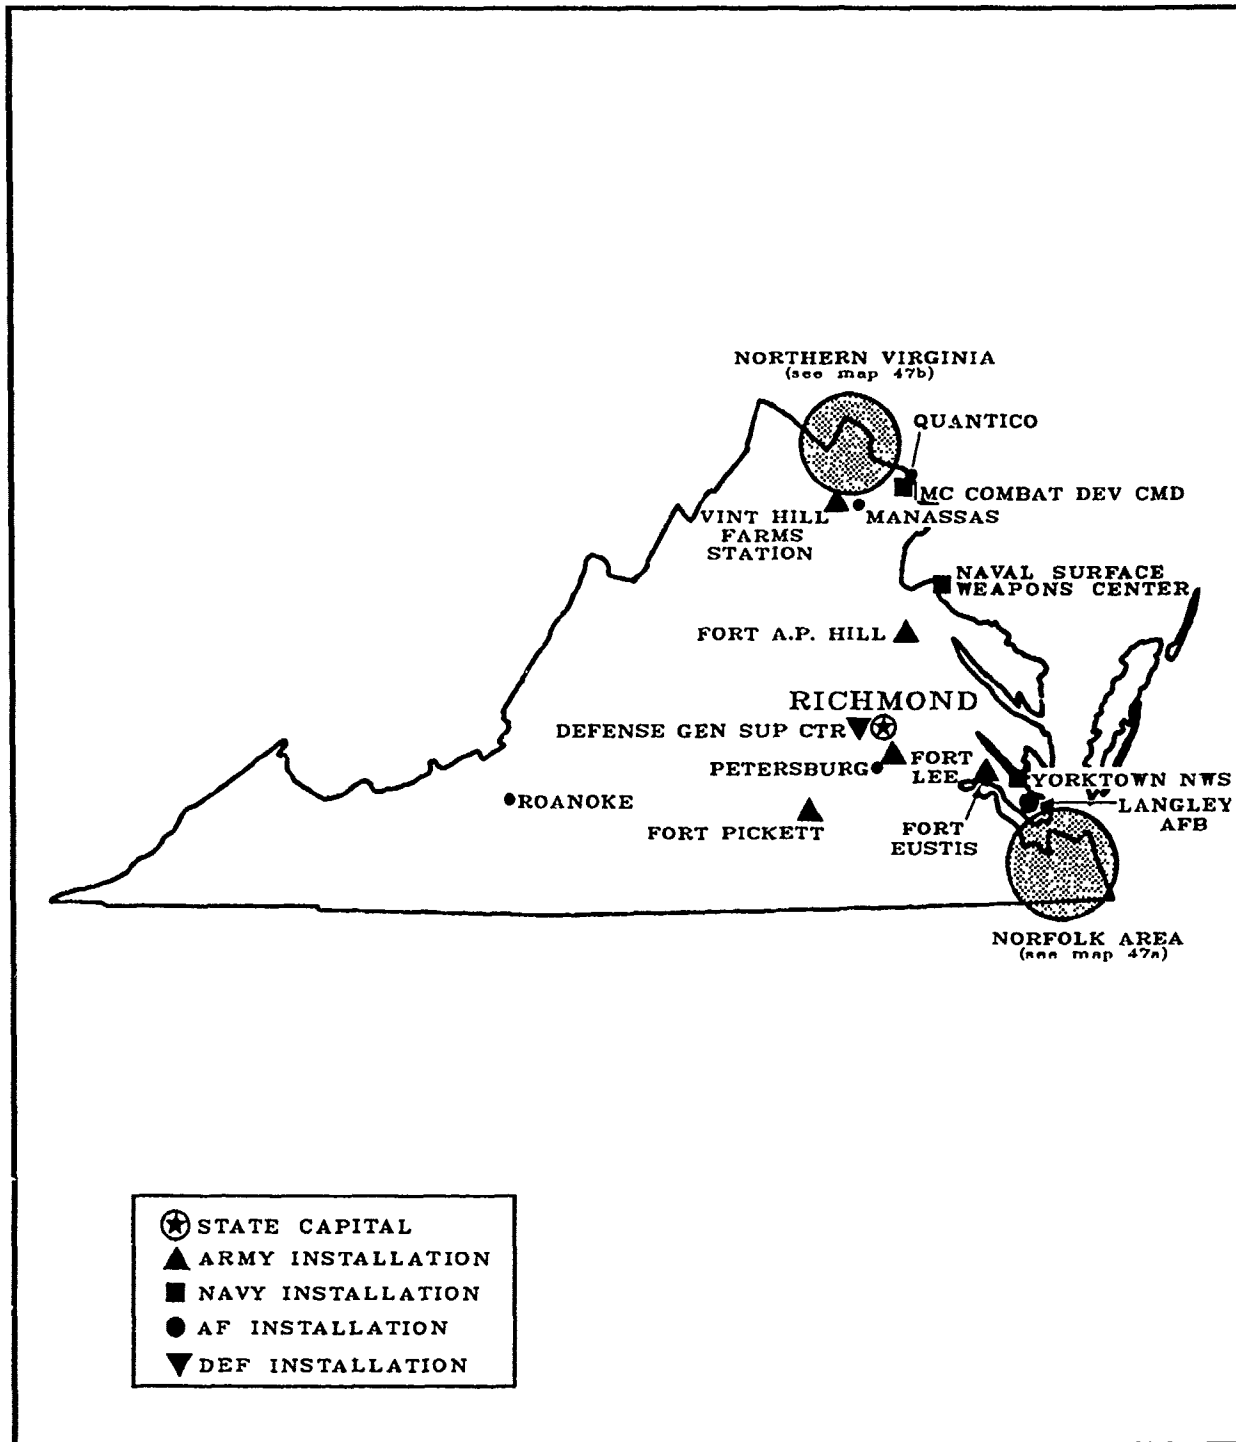 NORTHERN VIRGINIA
(see map 47b)
QUANTICO
MC COMBAT DEV CMD
VINT HILL
FARMS
STATION
MANASSAS
NAVAL SURFACE
WEAPONS CENTER
FORT A.P. HILL
RICHMOND
DEFENSE GEN SUP CTR
PETERSBURG
FORT
LEE
YORKTOWN NWS
ROANOKE
LANGLEY
AFB
FORT PICKETT
FORT
EUSTIS
NORFOLK AREA
(see map 47a)
STATE CAPITAL
ARMY INSTALLATION
NAVY INSTALLATION
AF INSTALLATION
DEF INSTALLATION